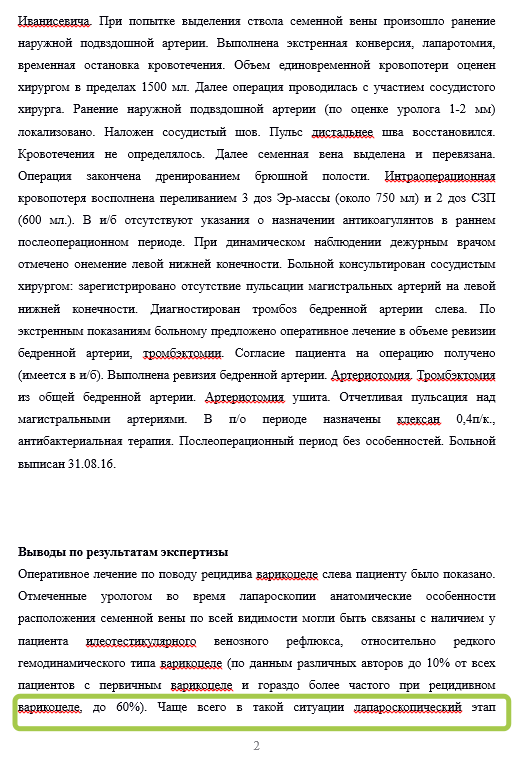 Иванисевича. При попытке выделения ствола семенной вены произошло ранение
наружной подвздошной артерии. Выполнена экстренная конверсия, лапаротомия,
временная остановка кровотечения. Объем единовременной кровопотери оценен
хирургом в пределах 1500 мл. Далее операция проводилась с участием сосудистого
хирурга. Ранение наружной подвздошной артерии (по оценке уролога 1-2 мм)
локализовано. Наложен сосудистый шов. Пульс дистальнее шва восстановился.
Кровотечения не определялось. Далее семенная вена выделена и перевязана.
Операция закончена дренированием брюшной полости. Интраоперационная
кровопотеря восполнена переливанием 3 доз Эр-массы (около 750 мл) и 2 доз СЗП
(600 мл.). В и/б отсутствуют указания о назначении антикоагулянтов в раннем
послеоперационном периоде. При динамическом наблюдении дежурным врачом
отмечено онемение левой нижней конечности. Больной консультирован сосудистым
хирургом: зарегистрировано отсутствие пульсации магистральных артерий на левой
нижней конечности. Диагностирован тромбоз бедренной артерии слева. По
экстренным показаниям больному предложено оперативное лечение в объеме ревизии
бедренной артерии, тромбэктомии. Согласие пациента на операцию получено
(имеется в и/б). Выполнена ревизия бедренной артерии. Артериотомия. Тромбэктомия
из общей бедренной артерии. Артериотомия ушита. Отчетливая пульсация над
магистральными артериями. В п/о периоде назначены клексан 0,4п/к.,
антибактериальная терапия. Послеоперационный период без особенностей. Больной
выписан 31.08.16.
Выводы по результатам экспертизы
Оперативное лечение по поводу рецидива варикоцеле слева пациенту было показано.
Отмеченные урологом во время лапароскопии анатомические особенности
расположения семенной вены по всей видимости могли быть связаны с наличием у
пациента илеотестикулярного венозного рефлюкса, относительно редкого
гемодинамического типа варикоцеле (по данным различных авторов до 10% от всех
пациентов с первичным варикоцеле и гораздо более частого при рецидивном
варикоцеле, до 60%). Чаще всего в такой ситуации лапароскопический этап
2